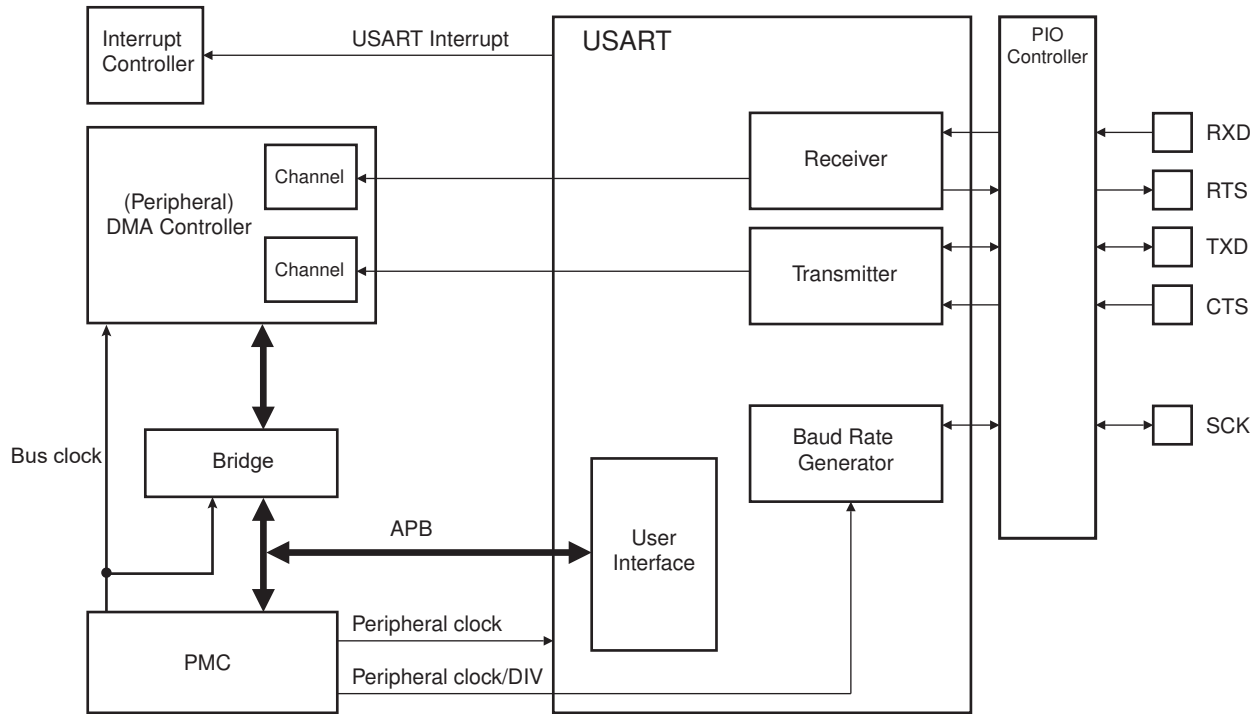 Interrupt
Controller
USART Interrupt
USART
PIO
Controller
RXD
RTS
TXD
CTS
SCK
Receiver
Transmitter
Channel
(Peripheral)
DMA Controller
Channel
Baud Rate
Generator
Bus clock
Bridge
APB
User
Interface
PMC
Peripheral clock
Peripheral clock/DIV